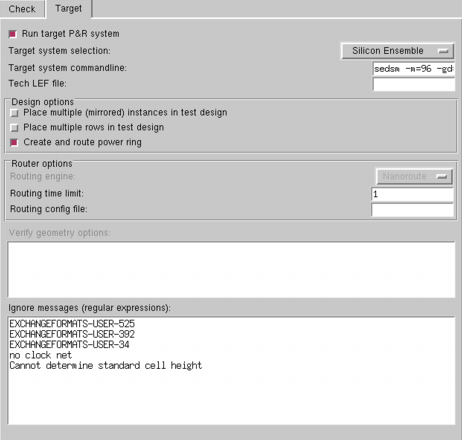 Check Target
Run target P&R system
Target system selection: Silicon Ensemble
Target system commandline: sedsm -m=96 -gd
Tech LEF file:
Design options
Place multiple (mirrored) instances in test design
Place multiple rows in test design
Create and route power ring
Router options
Routing engine: Nanoroute
Routing time limit: 1
Routing config file:
Verify geometry options:
Ignore messages (regular expressions):
EXCHANGEFORMATS-USER-525
EXCHANGEFORMATS-USER-392
EXCHANGEFORMATS-USER-34
no clock net
Cannot determine standard cell height